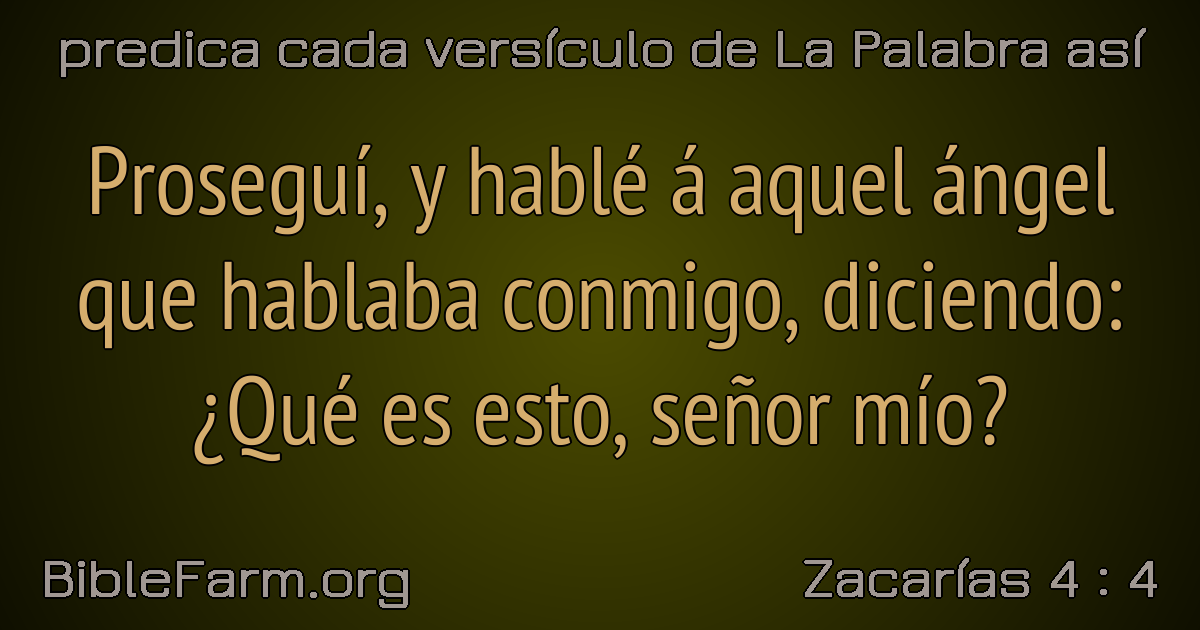 predica cada versículo de La Palabra así
Proseguí, y hablé á aquel ángel
que hablaba conmigo, diciendo:
¿Qué es esto, señor mío?
BibleFarm.org
Zacarías 4 : 4